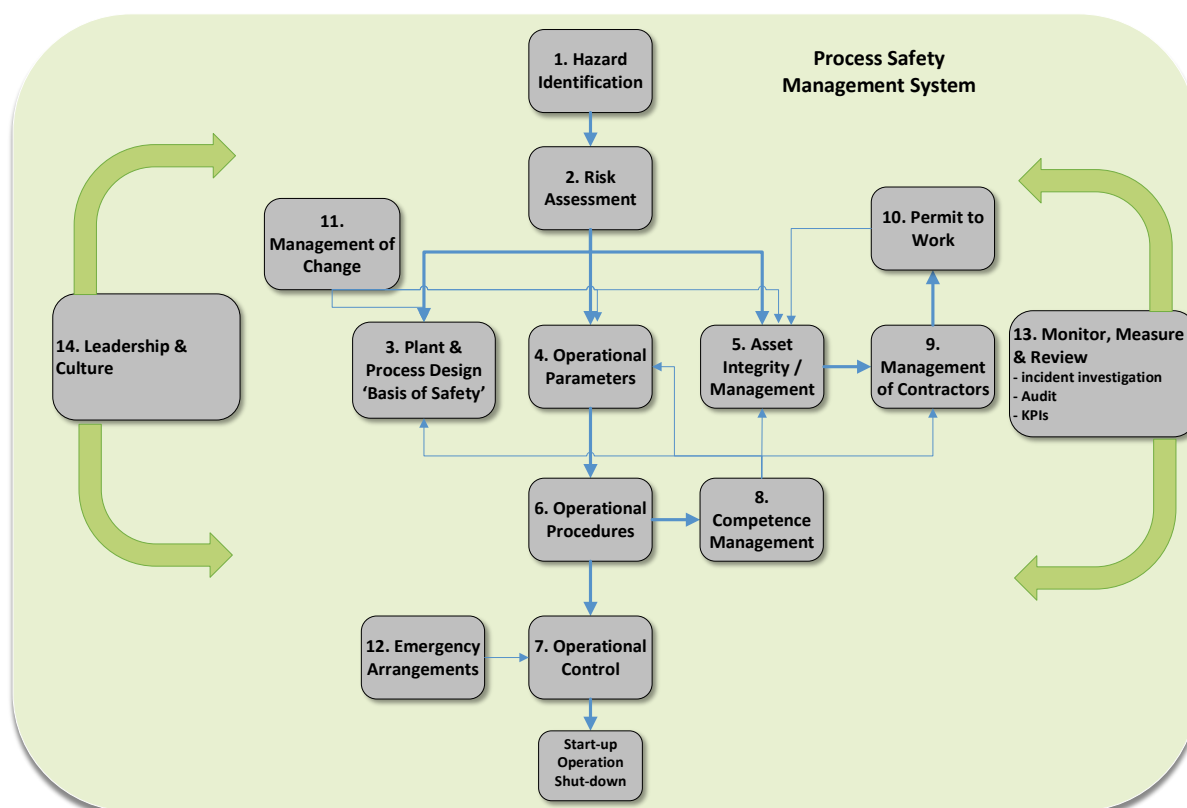 Process Safety
Management System
1. Hazard
Identification
2. Risk
Assessment
11.
Management of
Change
10. Permit to
Work
14. Leadership &
Culture
3. Plant &
Process Design
‘Basis of Safety’
4. Operational
Parameters
5. Asset
Integrity /
Management
9.
Management
of Contractors
13. Monitor, Measure
& Review
- incident investigation
- Audit
- KPIs
6. Operational
Procedures
8.
Competence
Management
12. Emergency
Arrangements
7. Operational
Control
Start-up
Operation
Shut-down